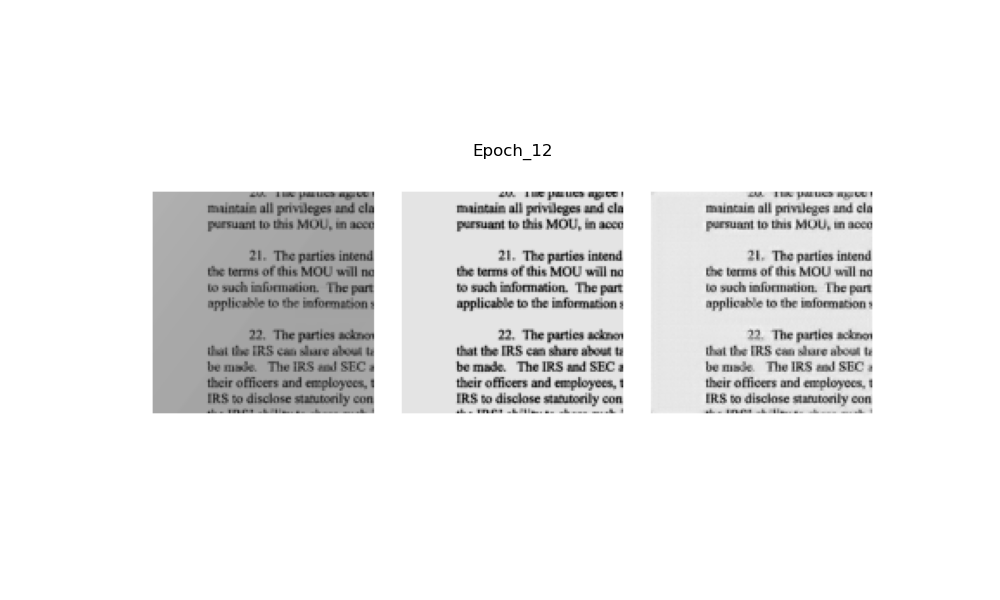 Epoch_12
20. The parties agree
maintain all privileges and cla
pursuant to this MOU, in acco
21. The parties intend
the terms of this MOU will no
to such information. The part
applicable to the information s
22. The parties acknow
that the IRS can share about ta
be made. The IRS and SEC a
their officers and employees, t
IRS to disclose statutorily con
20. The parties agree
maintain all privileges and cla
pursuant to this MOU, in acco
21. The parties intend
the terms of this MOU will no
to such information. The part
applicable to the information s
22. The parties acknow
that the IRS can share about ta
be made. The IRS and SEC a
their officers and employees, t
IRS to disclose statutorily con
20. The parties agree
maintain all privileges and cla
pursuant to this MOU, in acco
21. The parties intend
the terms of this MOU will no
to such information. The part
applicable to the information s
22. The parties acknow
that the IRS can share about ta
be made. The IRS and SEC a
their officers and employees, t
IRS to disclose statutorily con